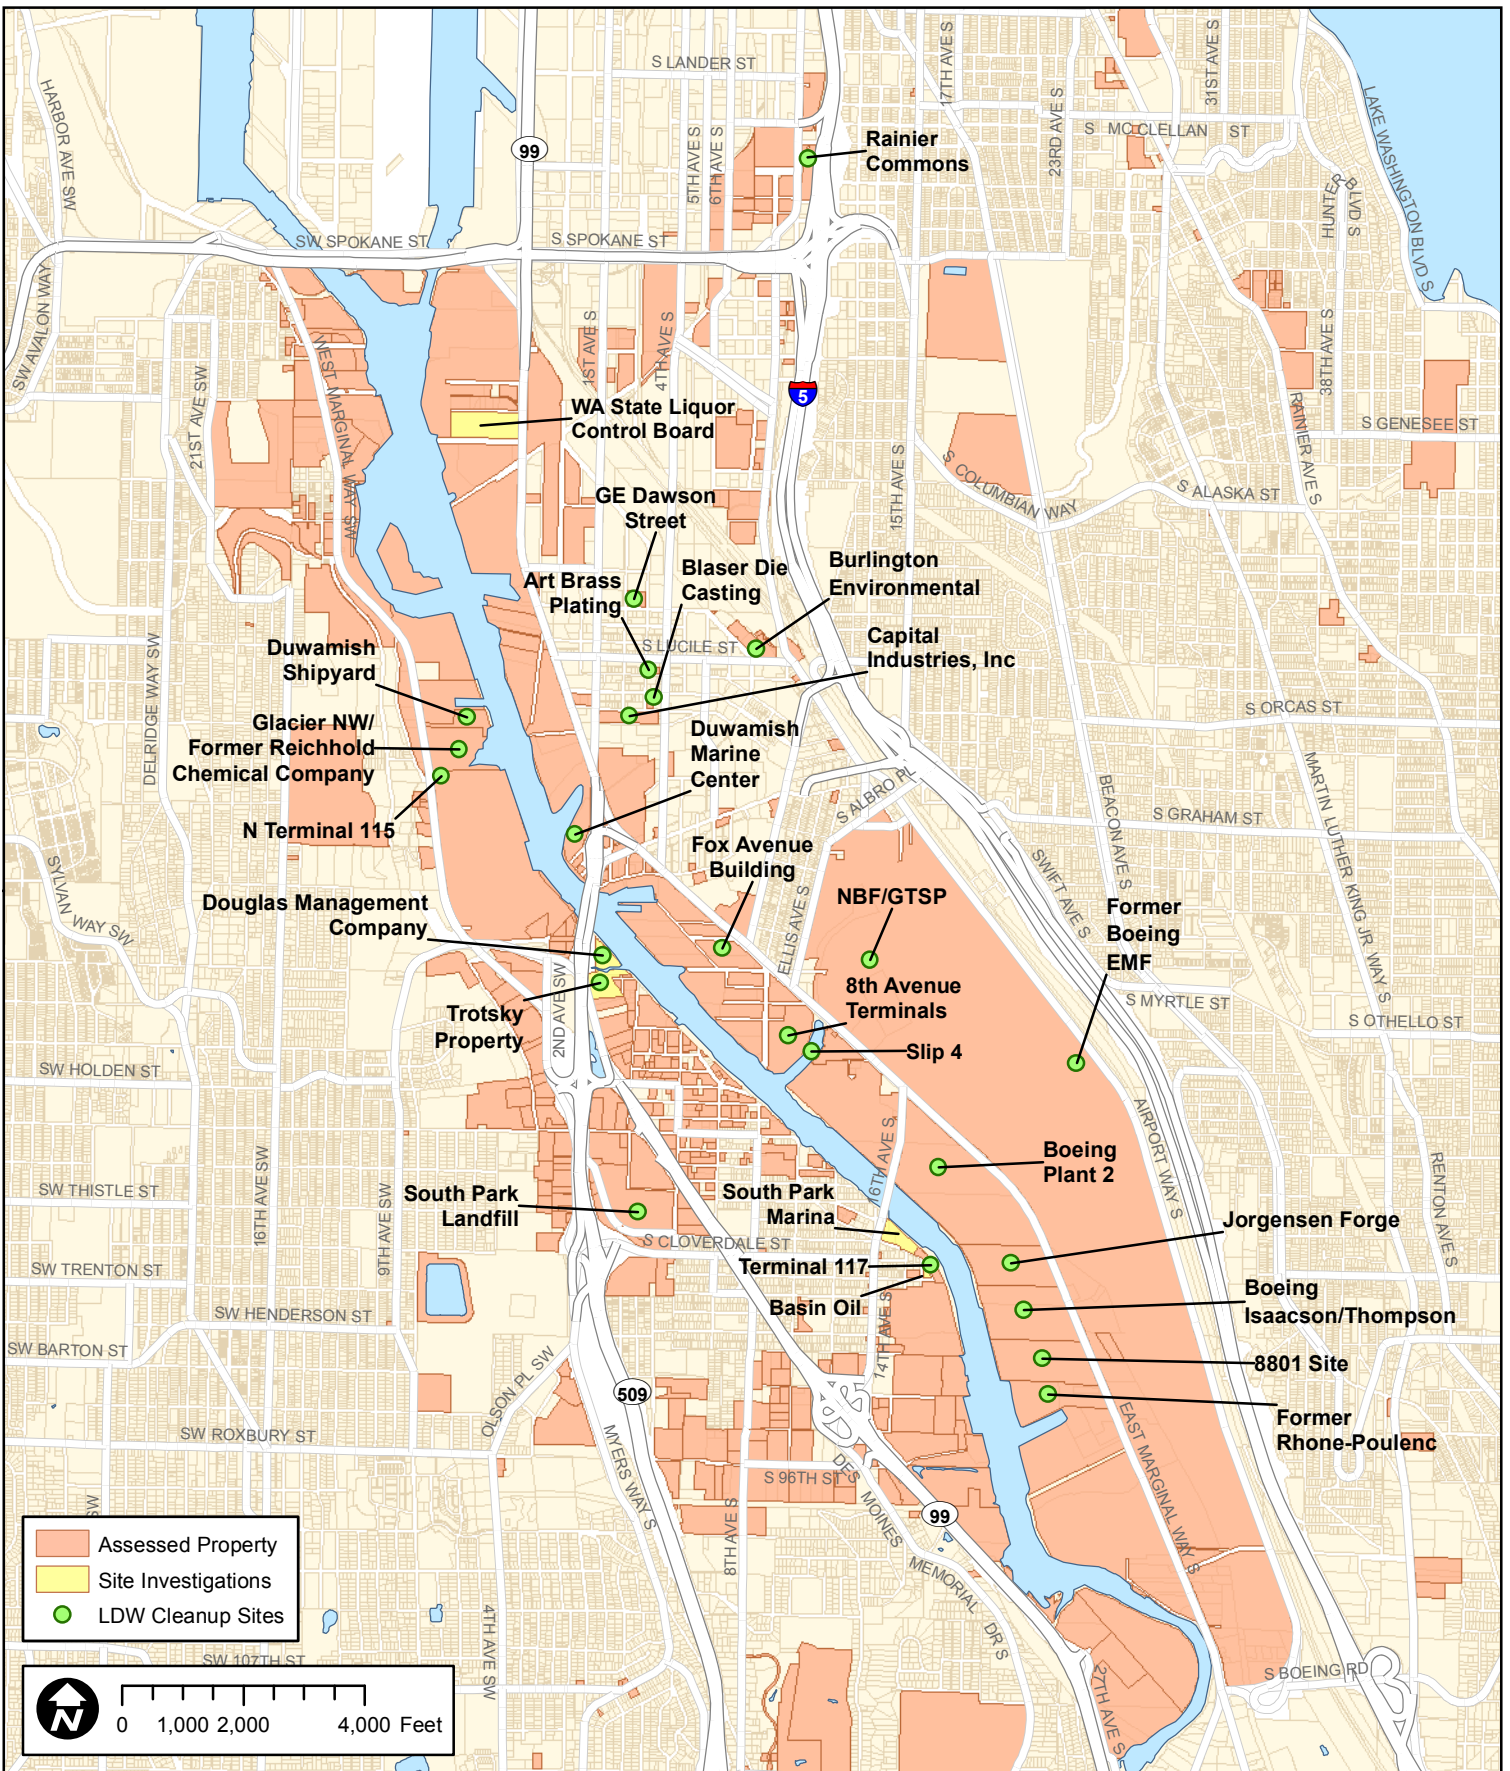 S LANDER ST
HARBOR AVE SW
99
5TH AVE S
6TH AVE S
17TH AVE S
23RD AVE S
31ST AVE S
S MC CLELLAN ST
LAKE WASHINGTON BLVD S
Rainier
Commons
HUNTER BLVD S
SW SPOKANE ST
S SPOKANE ST
SW AVALON WAY
WEST MARGINAL WAY SW
1ST AVE S
4TH AVE S
38TH AVE S
21ST AVE SW
5
RAINIER AVE S
WA State Liquor
Control Board
S GENESEE ST
15TH AVE S
S COLUMBIAN WAY
S ALASKA ST
GE Dawson
Street
Art Brass
Plating
Blaser Die
Casting
Burlington
Environmental
S LUCILE ST
Capital
Industries, Inc
DELRIDGE WAY SW
Duwamish
Shipyard
Glacier NW/
Former Reichhold
Chemical Company
N Terminal 115
Duwamish
Marine
Center
S ORCAS ST
S ALBRO PL
BEACON AVE S
MARTIN LUTHER KING JR WAY S
S GRAHAM ST
SYLVAN WAY SW
Fox Avenue
Building
SWIFT AVE S
ELLIS AVE S
NBF/GTSP
Former
Boeing
EMF
Douglas Management
Company
2ND AVE SW
Trotsky
Property
8th Avenue
Terminals
Slip 4
S MYRTLE ST
S OTHELLO ST
SW HOLDEN ST
AIRPORT WAY S
16TH AVE S
Boeing
Plant 2
RENTON AVE S
SW THISTLE ST
16TH AVE SW
9TH AVE SW
South Park
Landfill
South Park
Marina
S CLOVERDALE ST
Jorgensen Forge
SW TRENTON ST
Terminal 117
Basin Oil
14TH AVE S
Boeing
Isaacson/Thompson
SW HENDERSON ST
SW BARTON ST
8801 Site
OLSON PL SW
509
Former
Rhone-Poulenc
EAST MARGINAL WAY S
SW ROXBURY ST
MYERS WAY S
S 96TH ST
DES MOINES MEMORIAL DR S
99
8TH AVE S
SW
Assessed Property
Site Investigations
LDW Cleanup Sites
4TH AVE SW
SW 107TH ST
27TH AVE S
S BOEING RD
N
0 1,000 2,000 4,000 Feet